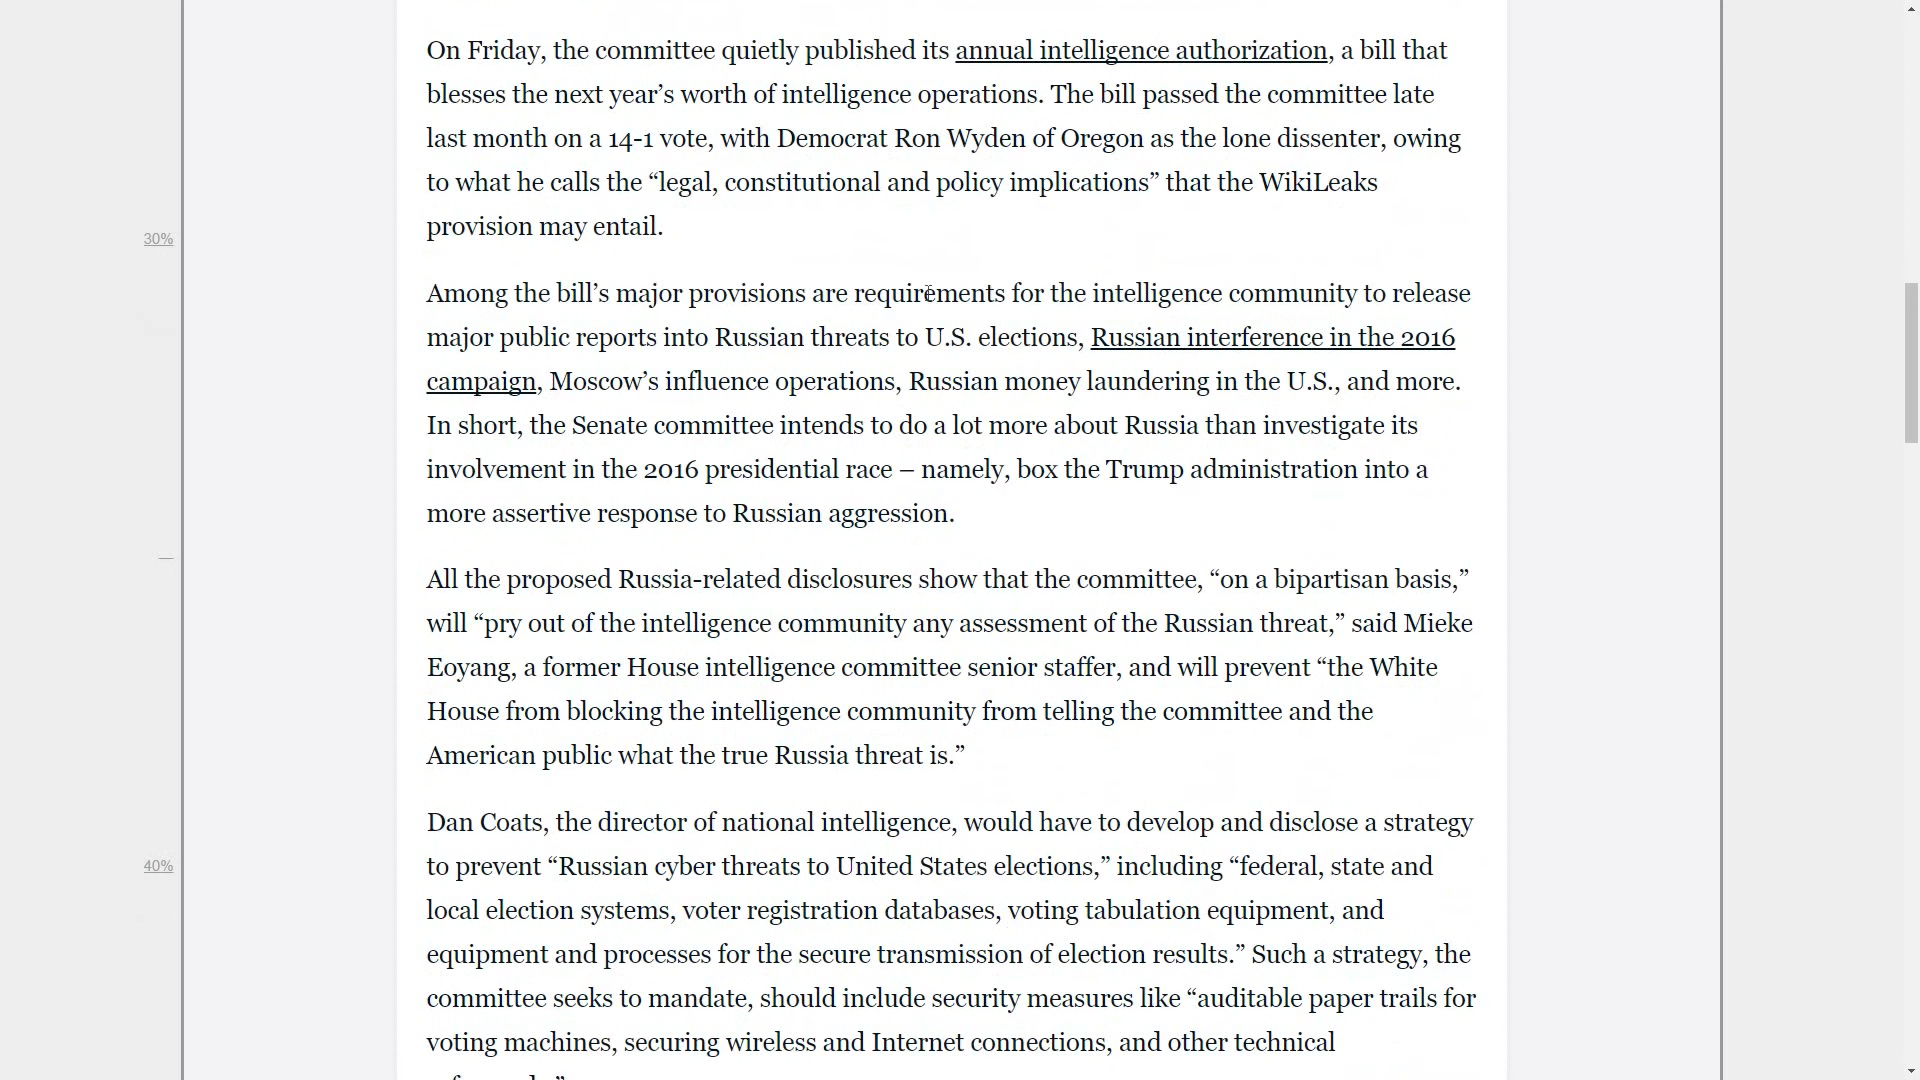 On Friday, the committee quietly published its annual intelligence authorization, a bill that
blesses the next year’s worth of intelligence operations. The bill passed the committee late
last month on a 14-1 vote, with Democrat Ron Wyden of Oregon as the lone dissenter, owing
to what he calls the “legal, constitutional and policy implications” that the WikiLeaks
provision may entail.
30%
Among the bill’s major provisions are requirements for the intelligence community to release
major public reports into Russian threats to U.S. elections, Russian interference in the 2016
campaign, Moscow’s influence operations, Russian money laundering in the U.S., and more.
In short, the Senate committee intends to do a lot more about Russia than investigate its
involvement in the 2016 presidential race – namely, box the Trump administration into a
more assertive response to Russian aggression.
All the proposed Russia-related disclosures show that the committee, “on a bipartisan basis,”
will “pry out of the intelligence community any assessment of the Russian threat,” said Mieke
Eoyang, a former House intelligence committee senior staffer, and will prevent “the White
House from blocking the intelligence community from telling the committee and the
American public what the true Russia threat is.”
Dan Coats, the director of national intelligence, would have to develop and disclose a strategy
40%
to prevent “Russian cyber threats to United States elections,” including “federal, state and
local election systems, voter registration databases, voting tabulation equipment, and
equipment and processes for the secure transmission of election results.” Such a strategy, the
committee seeks to mandate, should include security measures like “auditable paper trails for
voting machines, securing wireless and Internet connections, and other technical